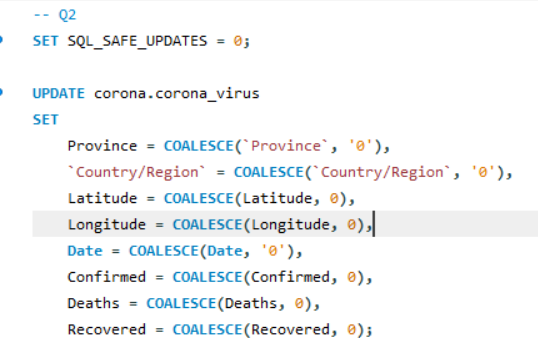 -- Q2
SET SQL_SAFE_UPDATES = 0;
UPDATE corona.corona_virus
SET
Province = COALESCE(`Province`, '0'),
`Country/Region` = COALESCE(`Country/Region`, '0'),
Latitude = COALESCE(Latitude, 0),
Longitude = COALESCE(Longitude, 0),
Date = COALESCE(Date, '0'),
Confirmed = COALESCE(Confirmed, 0),
Deaths = COALESCE(Deaths, 0),
Recovered = COALESCE(Recovered, 0);